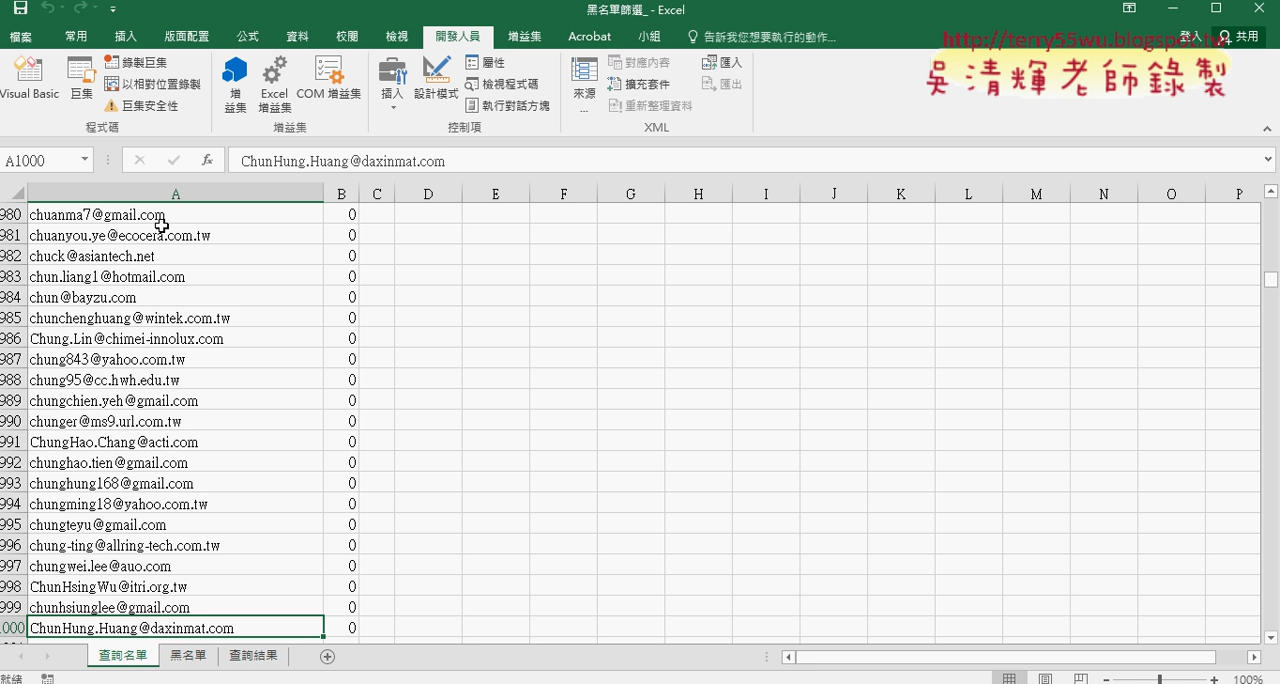 黑名單篩選_ - Excel
檔案 常用 插入 版面配置 公式 資料 校閱 檢視 開發人員 增益集 Acrobat 小組 告訴我您想要執行的動作... 登入 共用
http://terry55wu.blogspot.tw
吳清輝老師錄製
Visual Basic 巨集 錄製巨集 以相對位置錄製 巨集安全性 程式碼
增益集 Excel 增益集 COM 增益集 增益集
插入 設計模式 屬性 檢視程式碼 執行對話方塊 控制項
來源 ... 對應內容 擴充套件 重新整理資料 匯入 匯出 XML
A1000 fx ChunHung.Huang@daxinmat.com
A B C D E F G H I J K L M N O P
980 chuanma7@gmail.com 0
981 chuanyou.ye@ecocera.com.tw 0
982 chuck@asiantech.net 0
983 chun.liang1@hotmail.com 0
984 chun@bayzu.com 0
985 chunchenghuang@wintek.com.tw 0
986 Chung.Lin@chimei-innolux.com 0
987 chung843@yahoo.com.tw 0
988 chung95@cc.hwh.edu.tw 0
989 chungchien.yeh@gmail.com 0
990 chunger@ms9.url.com.tw 0
991 ChungHao.Chang@acti.com 0
992 chunghao.tien@gmail.com 0
993 chunghung168@gmail.com 0
994 chungming18@yahoo.com.tw 0
995 chungteyu@gmail.com 0
996 chung-ting@allring-tech.com.tw 0
997 chungwei.lee@auo.com 0
998 ChunHsingWu@itri.org.tw 0
999 chunhsiunglee@gmail.com 0
000 ChunHung.Huang@daxinmat.com 0
查詢名單 黑名單 查詢結果
就緒 100%